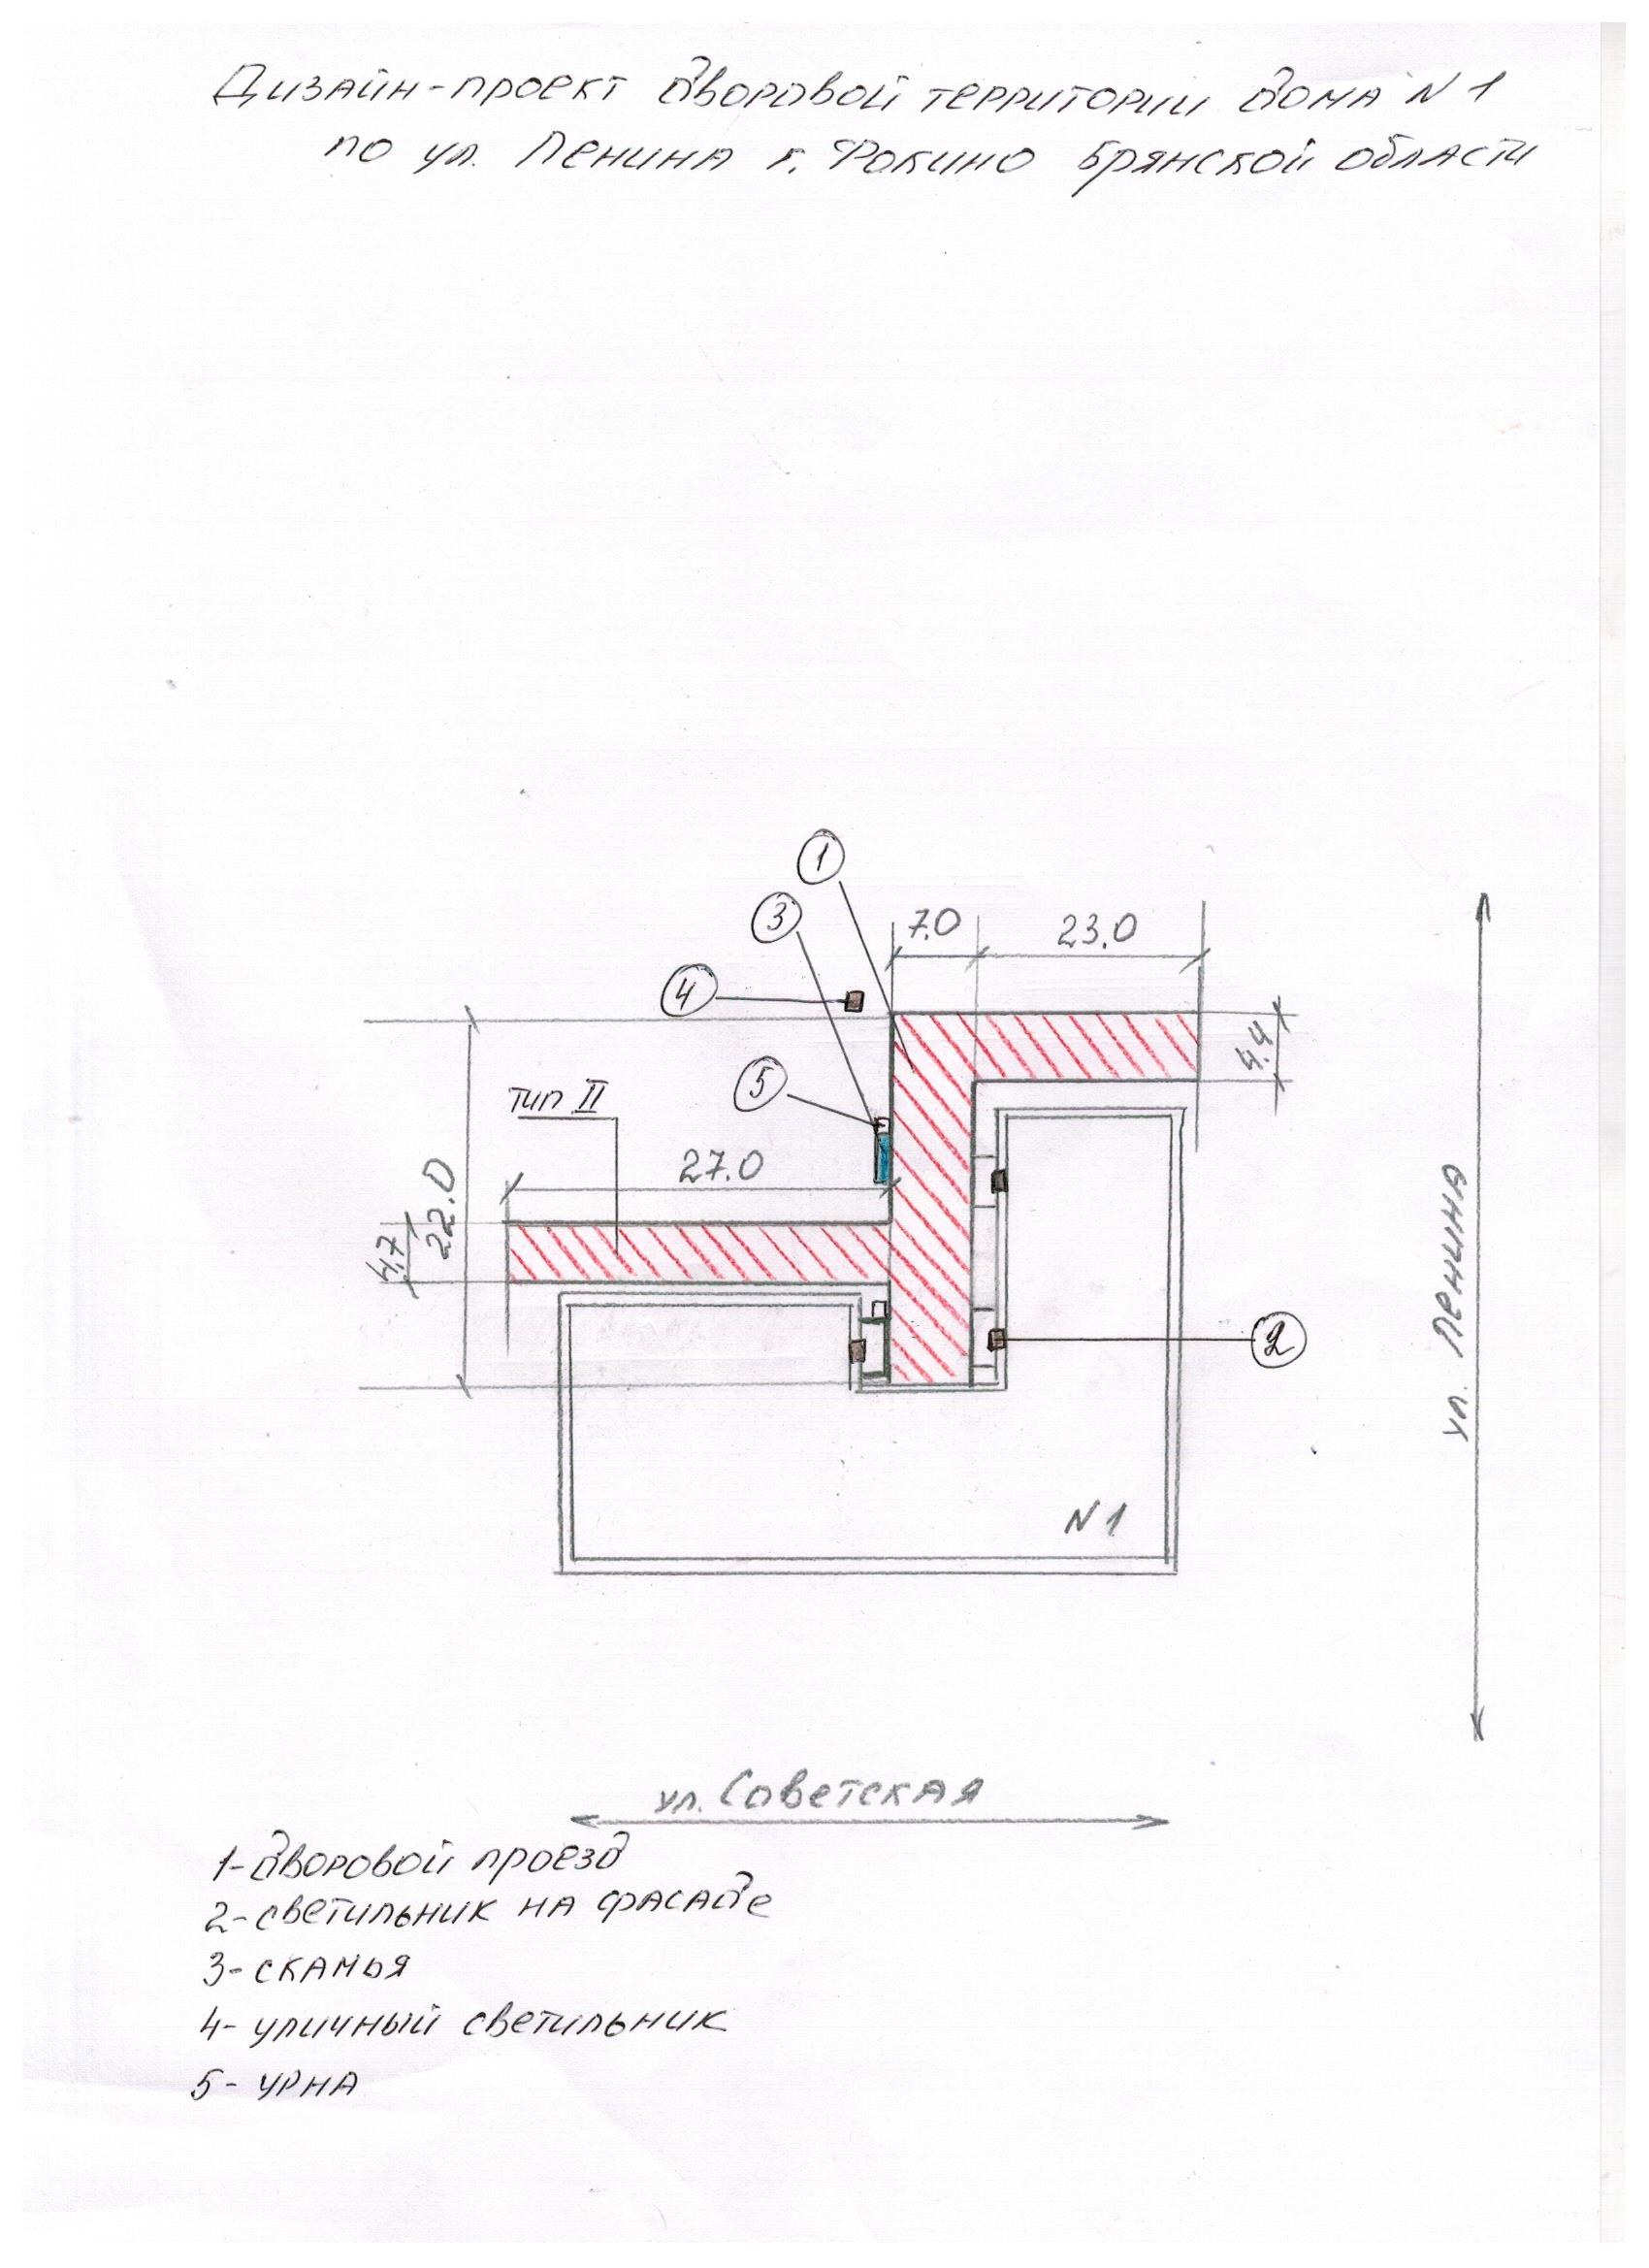 Дизайн-проект дворовой территории дома N 1
по ул. Ленина г. Фокино Брянской области
1
3
7.0
23.0
4
4.4
5
тип II
27.0
22.0
4.7
2
ул. Ленина
N 1
ул. Советская
1-дворовой проезд
2-светильник на фасаде
3-скамья
4-уличный светильник
5-урна